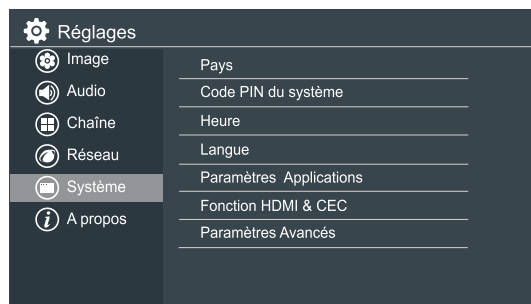 Réglages
Image
Audio
Chaîne
Réseau
Système
A propos
Pays
Code PIN du système
Heure
Langue
Paramètres Applications
Fonction HDMI & CEC
Paramètres Avancés